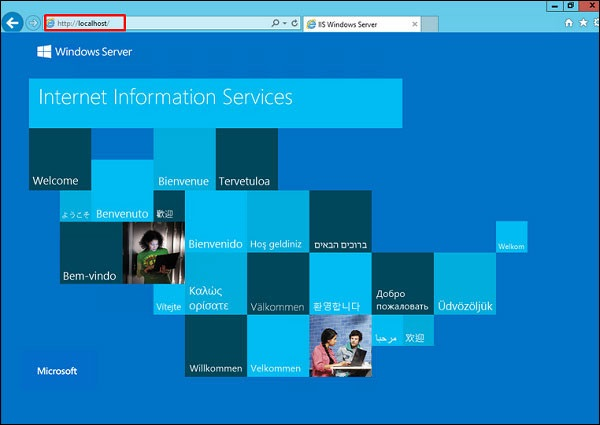 http://localhost/
IIS Windows Server
Windows Server
Internet Information Services
Welcome
Bienvenue
Tervetuloa
ようこそ
Benvenuto
歡迎
Bienvenido
Hoş geldiniz
ברוכים הבאים
Welkom
Bem-vindo
Vítejte
Καλώς
ορίσατε
Välkommen
환영합니다
Добро
пожаловать
Üdvözöljük
Willkommen
Velkommen
مرحبا
欢迎
Microsoft